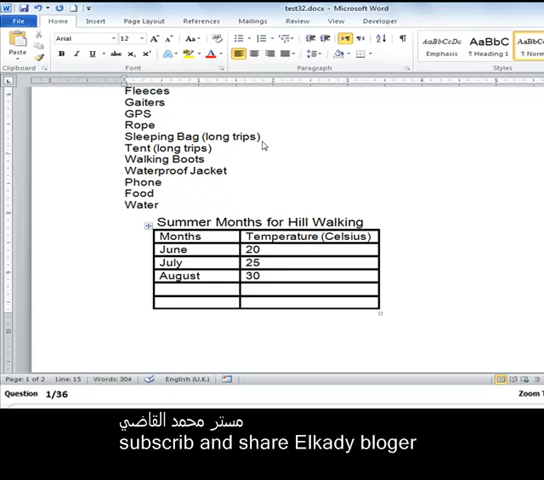 test32.docx - Microsoft Word
File Home Insert Page Layout References Mailings Review View Developer
Paste
Arial 12
AaBbCcDc AaBbC AaBbCc
Emphasis ¶ Heading 1 ¶ Norm
Clipboard Font Paragraph
Fleeces
Gaiters
GPS
Rope
Sleeping Bag (long trips)
Tent (long trips)
Walking Boots
Waterproof Jacket
Phone
Food
Water
Summer Months for Hill Walking
Months Temperature (Celsius)
June 20
July 25
August 30
Page: 1 of 2 Line: 15 Words: 304 English (U.K.)
Question 1/36 Zoom T
مستر محمد القاضي
subscrib and share Elkady bloger